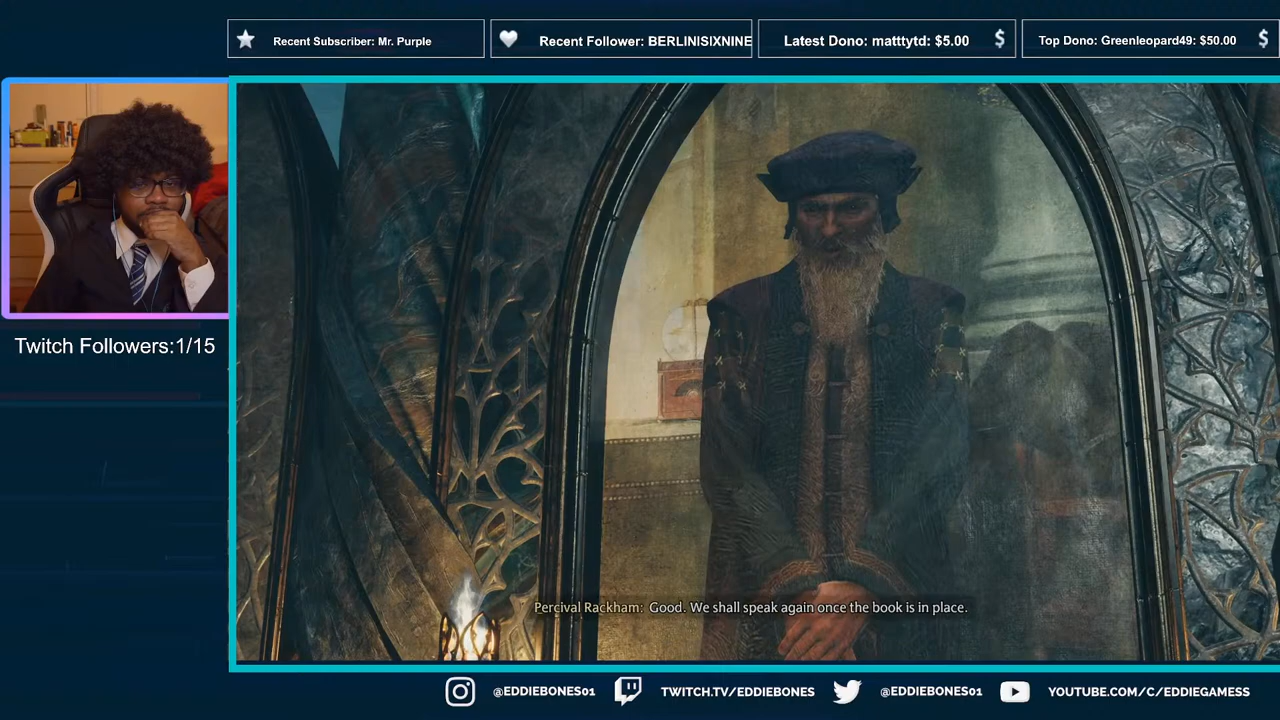 Recent Subscriber: Mr. Purple
Recent Follower: BERLINISIXNINE
Latest Dono: matttytd: $5.00
Top Dono: Greenleopard49: $50.00
Twitch Followers:1/15
Percival Rackham: Good. We shall speak again once the book is in place.
@EDDIEBONES01
TWITCH.TV/EDDIEBONES
@EDDIEBONES01
YOUTUBE.COM/C/EDDIEGAMESS